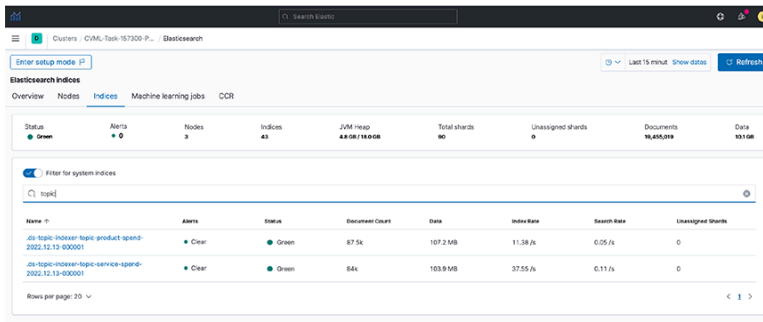 Search Elastic
D Clusters / CVML-Task-157300-P... / Elasticsearch
Enter setup mode
Last 15 minut Show dates Refresh
Elasticsearch indices
Overview Nodes Indices Machine learning jobs CCR
Status Alerts Nodes Indices JVM Heap Total shards Unassigned shards Documents Data
Green 0 3 43 4.8 GB / 18.0 GB 90 0 19,455,019 10.1 GB
Filter for system indices
topic
Name ↑ Alerts Status Document Count Data Index Rate Search Rate Unassigned Shards
.ds-topic-indexer-topic-product-spend-
2022.12.13-000001 Clear Green 87.5k 107.2 MB 11.38 /s 0.05 /s 0
.ds-topic-indexer-topic-service-spend-
2022.12.13-000001 Clear Green 84k 103.9 MB 37.55 /s 0.11 /s 0
Rows per page: 20 < 1 >